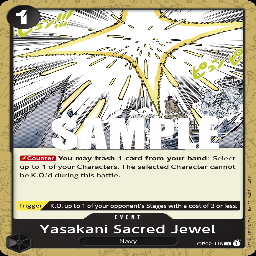 1
SAMPLE
Counter You may trash 1 card from your hand: Select
up to 1 of your Characters. The selected Character cannot
be K.O.'d during this battle.
Trigger K.O. up to 1 of your opponent's Stages with a cost of 3 or less.
EVENT
Yasakani Sacred Jewel
Navy